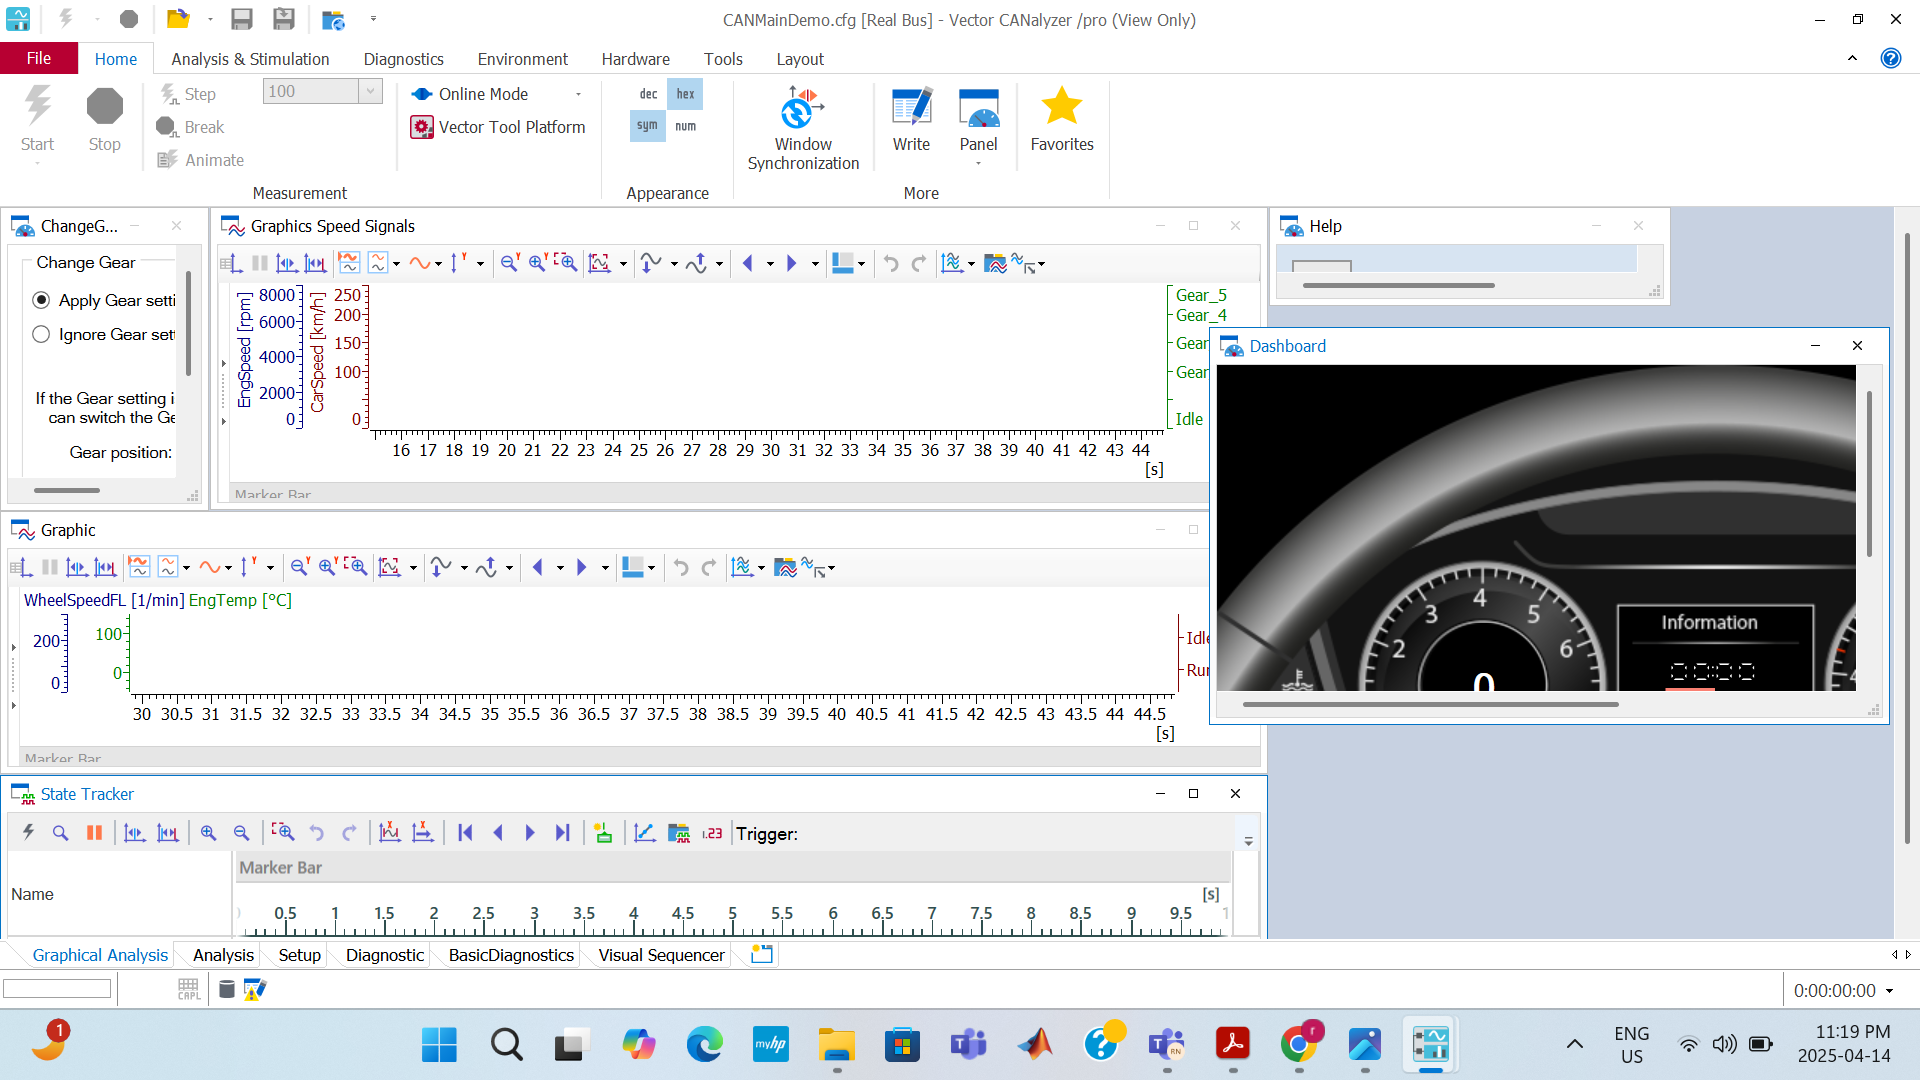 CANMainDemo.cfg [Real Bus] - Vector CANalyzer /pro (View Only)
File Home Analysis & Stimulation Diagnostics Environment Hardware Tools Layout
Start
Stop
Step
100
Break
Animate
Measurement
Online Mode
Vector Tool Platform
dec hex
sym num
Appearance
Window
Synchronization
Write
Panel
More
Favorites
ChangeG...
Change Gear
Apply Gear setti
Ignore Gear set
If the Gear setting i
can switch the Ge
Gear position:
Graphics Speed Signals
EngSpeed [rpm]
8000
6000
4000
2000
0
CarSpeed [km/h]
250
200
150
100
0
Gear_5
Gear_4
Gear
Gear
Idle
16 17 18 19 20 21 22 23 24 25 26 27 28 29 30 31 32 33 34 35 36 37 38 39 40 41 42 43 44
[s]
Marker Bar
Help
Dashboard
2 3 4 5 6
0
Information
00:00
4
Graphic
WheelSpeedFL [1/min] EngTemp [°C]
200
0
100
0
Idle
Run
30 30.5 31 31.5 32 32.5 33 33.5 34 34.5 35 35.5 36 36.5 37 37.5 38 38.5 39 39.5 40 40.5 41 41.5 42 42.5 43 43.5 44 44.5
[s]
Marker Bar
State Tracker
1.23
Trigger:
Marker Bar
Name
[s]
0.5 1 1.5 2 2.5 3 3.5 4 4.5 5 5.5 6 6.5 7 7.5 8 8.5 9 9.5 1
Graphical Analysis Analysis Setup Diagnostic BasicDiagnostics Visual Sequencer
CAPL
0:00:00:00
1
myhp
RN
r
ENG
US
11:19 PM
2025-04-14